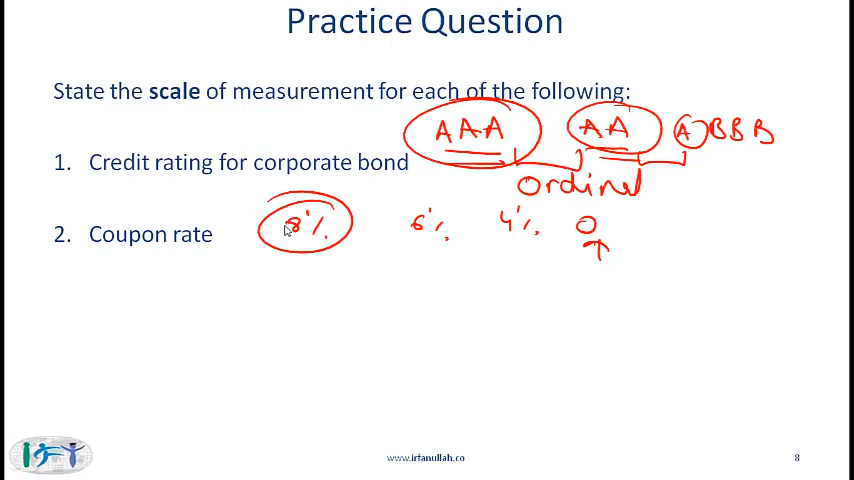 Practice Question
State the scale of measurement for each of the following:
AAA AA A BBB
1. Credit rating for corporate bond
Ordinal
2. Coupon rate 8% 6% 4% 0
www.irfanullah.co 8